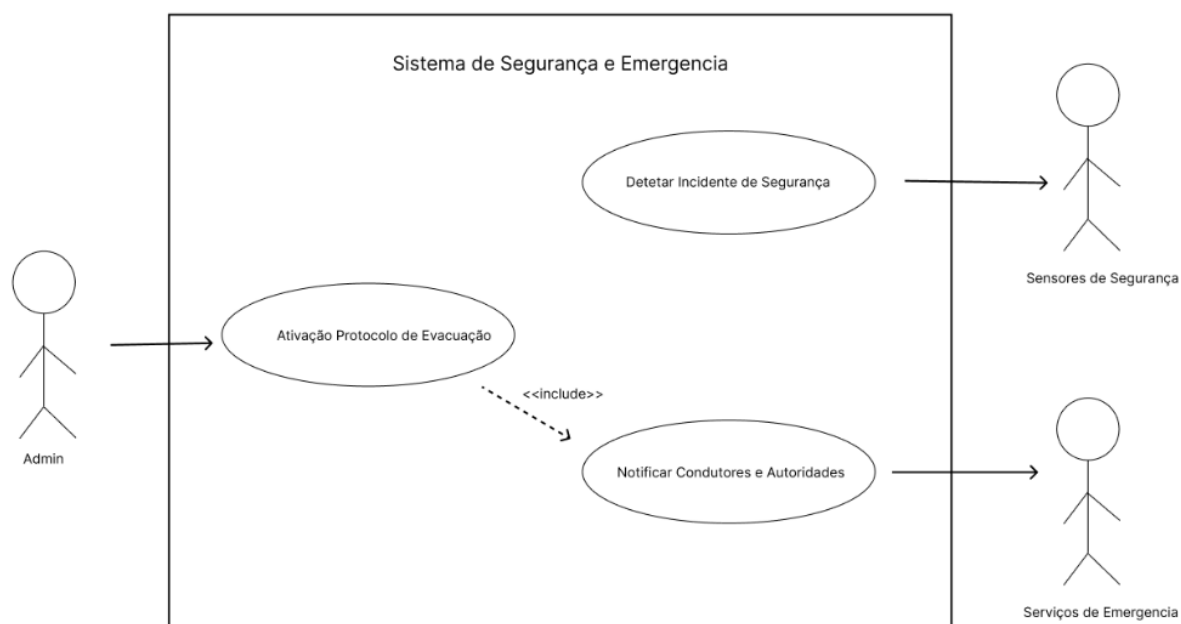 Sistema de Segurança e Emergencia
Detetar Incidente de Segurança
Sensores de Segurança
Ativação Protocolo de Evacuação
<<include>>
Admin
Notificar Condutores e Autoridades
Serviços de Emergencia